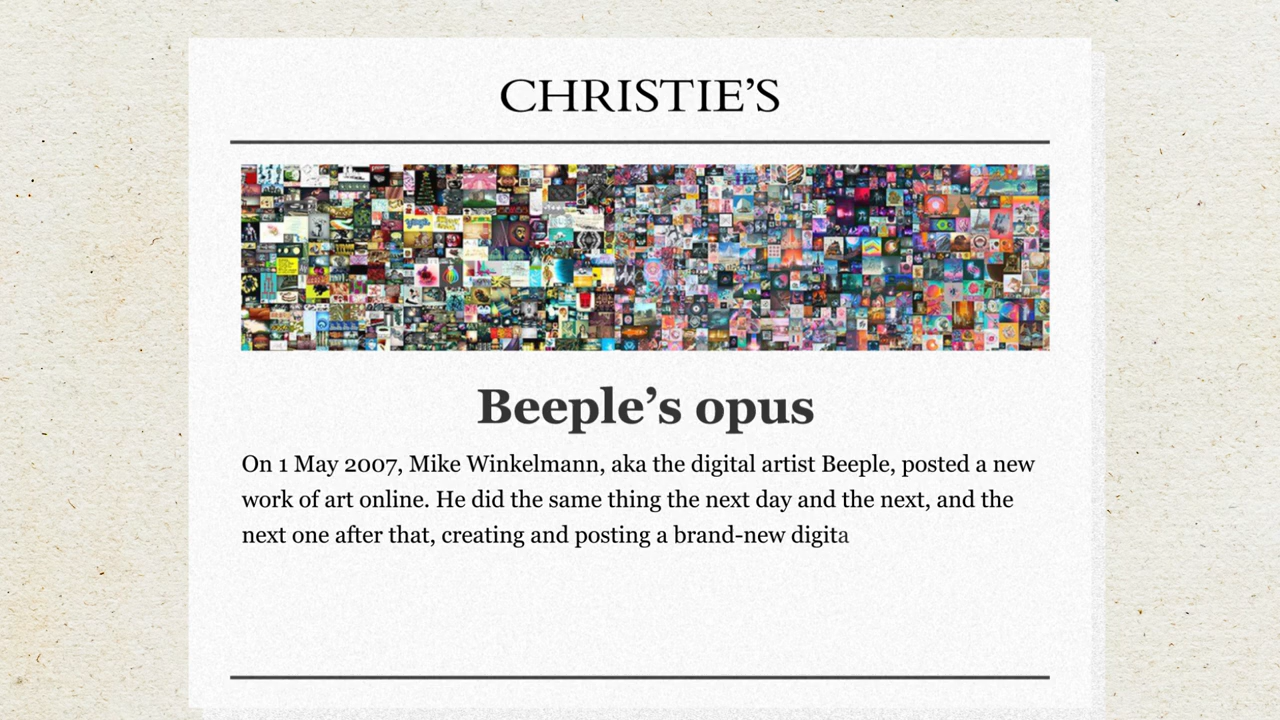 CHRISTIE’S
Beeple’s opus
On 1 May 2007, Mike Winkelmann, aka the digital artist Beeple, posted a new
work of art online. He did the same thing the next day and the next, and the
next one after that, creating and posting a brand-new digita